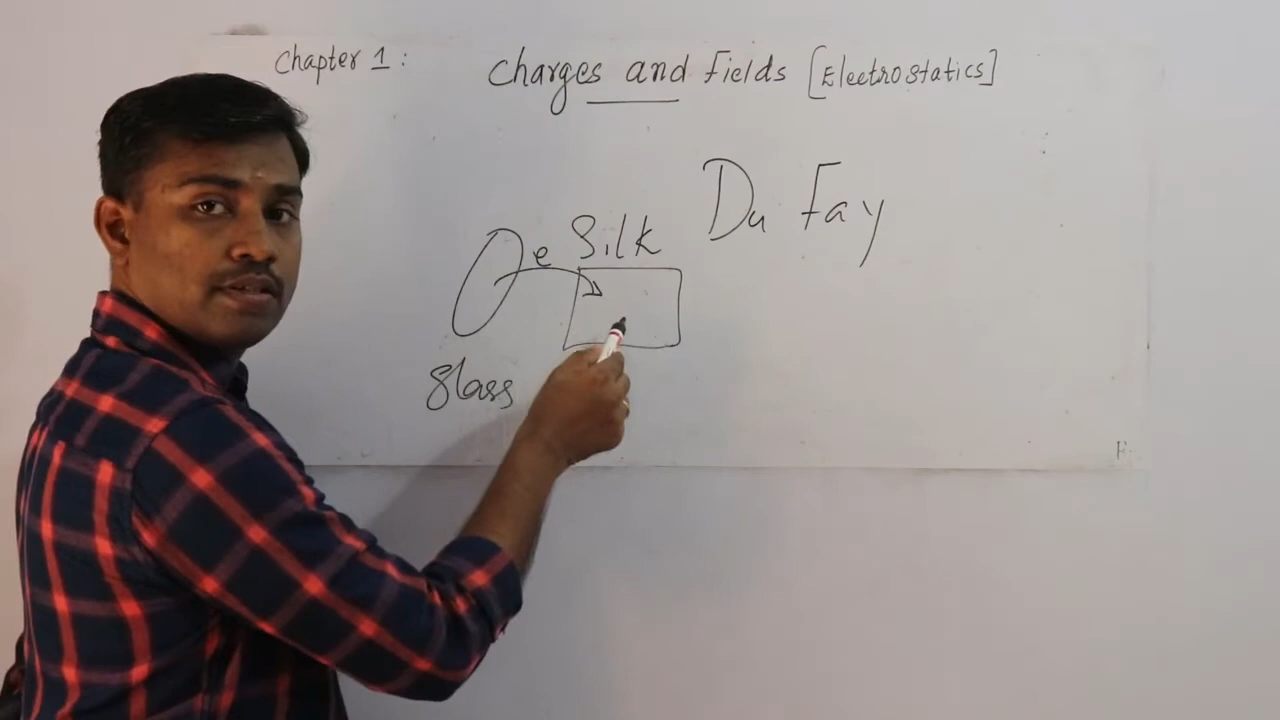 Chapter 1 :
Charges and Fields [Electrostatics]
Du Fay
Silk
e
glass
F